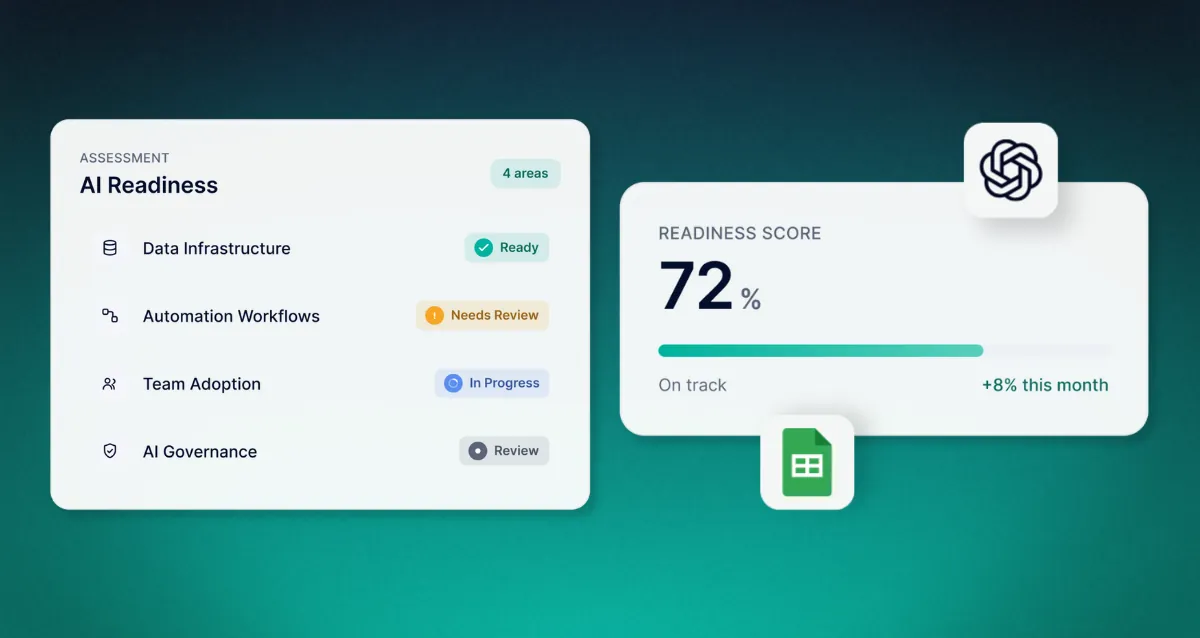 ASSESSMENT
AI Readiness
4 areas
Data Infrastructure
Ready
Automation Workflows
Needs Review
Team Adoption
In Progress
AI Governance
Review
READINESS SCORE
72 %
On track
+8% this month